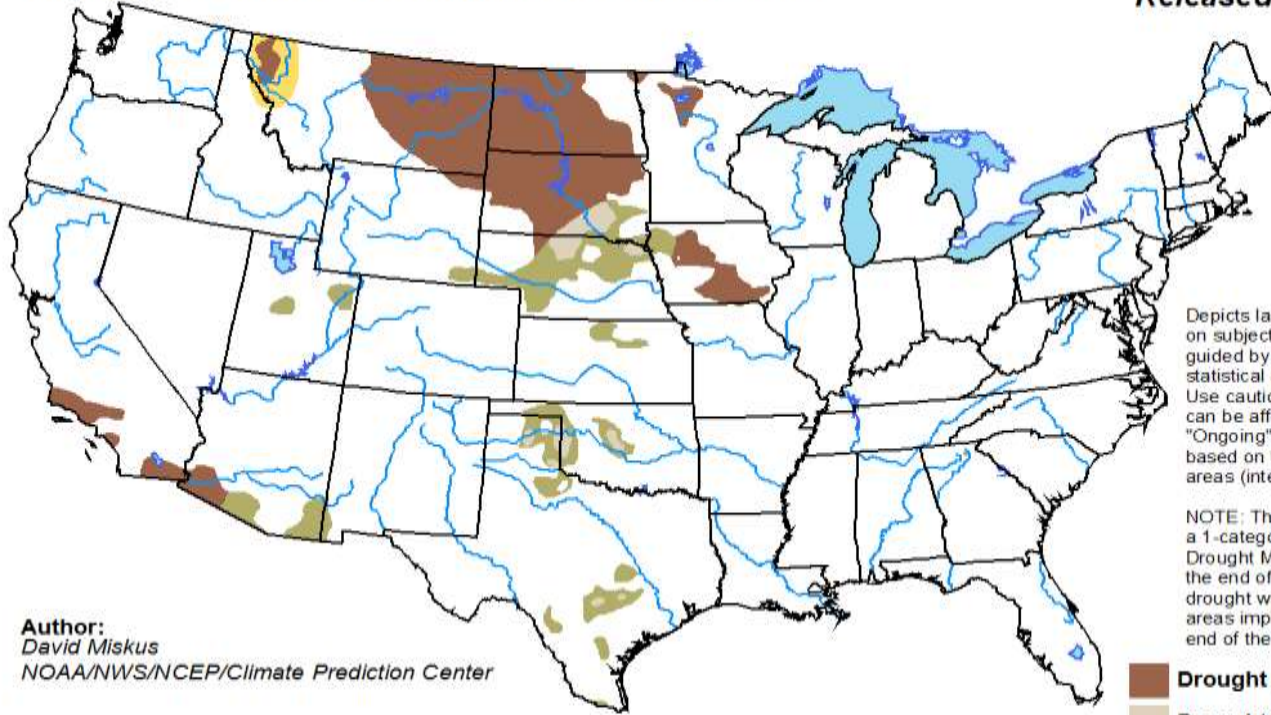 Released
Depicts la
on subject
guided by
statistical
Use cautio
can be aff
"Ongoing"
based on
areas (inte
NOTE: Th
a 1-catego
Drought M
the end of
drought w
areas imp
end of the
Author:
David Miskus
NOAA/NWS/NCEP/Climate Prediction Center
Drought